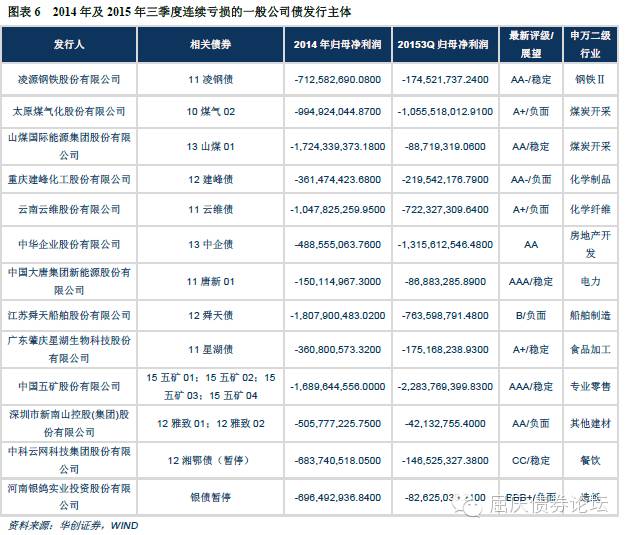 图表 6 2014 年及 2015 年三季度连续亏损的一般公司债发行主体
发行人 相关债券 2014 年归母净利润 20153Q 归母净利润 最新评级/展望 申万二级行业
凌源钢铁股份有限公司 11 凌钢债 -712,582,690.0800 -174,521,737.2400 AA-/稳定 钢铁Ⅱ
太原煤气化股份有限公司 10 煤气 02 -994,924,044.8700 -1,055,518,012.9100 A+/负面 煤炭开采
山煤国际能源集团股份有限公司 13 山煤 01 -1,724,339,373.1800 -88,719,319.0600 AA/稳定 煤炭开采
重庆建峰化工股份有限公司 12 建峰债 -361,474,423.6800 -219,542,176.7900 AA-/负面 化学制品
云南云维股份有限公司 11 云维债 -1,047,825,259.9500 -722,327,309.6400 A+/负面 化学纤维
中华企业股份有限公司 13 中企债 -488,555,063.7600 -1,315,612,546.4800 AA 房地产开发
中国大唐集团新能源股份有限公司 11 唐新 01 -150,114,967.3000 -86,883,285.8900 AAA/稳定 电力
江苏舜天船舶股份有限公司 12 舜天债 -1,807,900,483.0200 -763,598,791.4800 B/负面 船舶制造
广东肇庆星湖生物科技股份有限公司 11 星湖债 -360,800,573.3200 -175,168,238.9300 A+/稳定 食品加工
中国五矿股份有限公司 15 五矿 01；15 五矿 02；15 五矿 03；15 五矿 04 -1,689,644,556.0000 -2,283,769,399.8300 AAA/稳定 专业零售
深圳市新南山控股(集团)股份有限公司 12 雅致 01；12 雅致 02 -505,777,225.7500 -42,132,755.4000 AA/负面 其他建材
中科云网科技集团股份有限公司 12 湘鄂债（暂停） -683,740,518.0500 -146,525,327.3800 CC/稳定 餐饮
河南银鸽实业投资股份有限公司 银债暂停 -696,492,936.8400 BBB+/负面 造纸
屈庆债券论坛
资料来源：华创证券，WIND